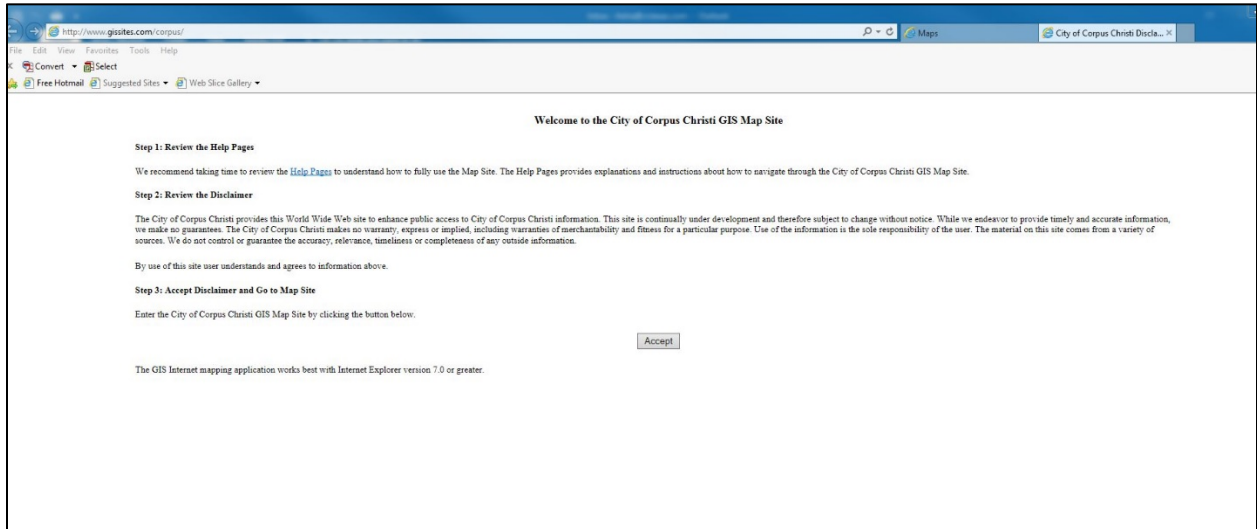 http://www.gissites.com/corpus/
Maps
City of Corpus Christi Discla...
File Edit View Favorites Tools Help
Convert Select
Free Hotmail Suggested Sites Web Slice Gallery
Welcome to the City of Corpus Christi GIS Map Site
Step 1: Review the Help Pages
We recommend taking time to review the Help Pages to understand how to fully use the Map Site. The Help Pages provides explanations and instructions about how to navigate through the City of Corpus Christi GIS Map Site.
Step 2: Review the Disclaimer
The City of Corpus Christi provides this World Wide Web site to enhance public access to City of Corpus Christi information. This site is continually under development and therefore subject to change without notice. While we endeavor to provide timely and accurate information,
we make no guarantees. The City of Corpus Christi makes no warranty, express or implied, including warranties of merchantability and fitness for a particular purpose. Use of the information is the sole responsibility of the user. The material on this site comes from a variety of
sources. We do not control or guarantee the accuracy, relevance, timeliness or completeness of any outside information.
By use of this site user understands and agrees to information above.
Step 3: Accept Disclaimer and Go to Map Site
Enter the City of Corpus Christi GIS Map Site by clicking the button below.
Accept
The GIS Internet mapping application works best with Internet Explorer version 7.0 or greater.